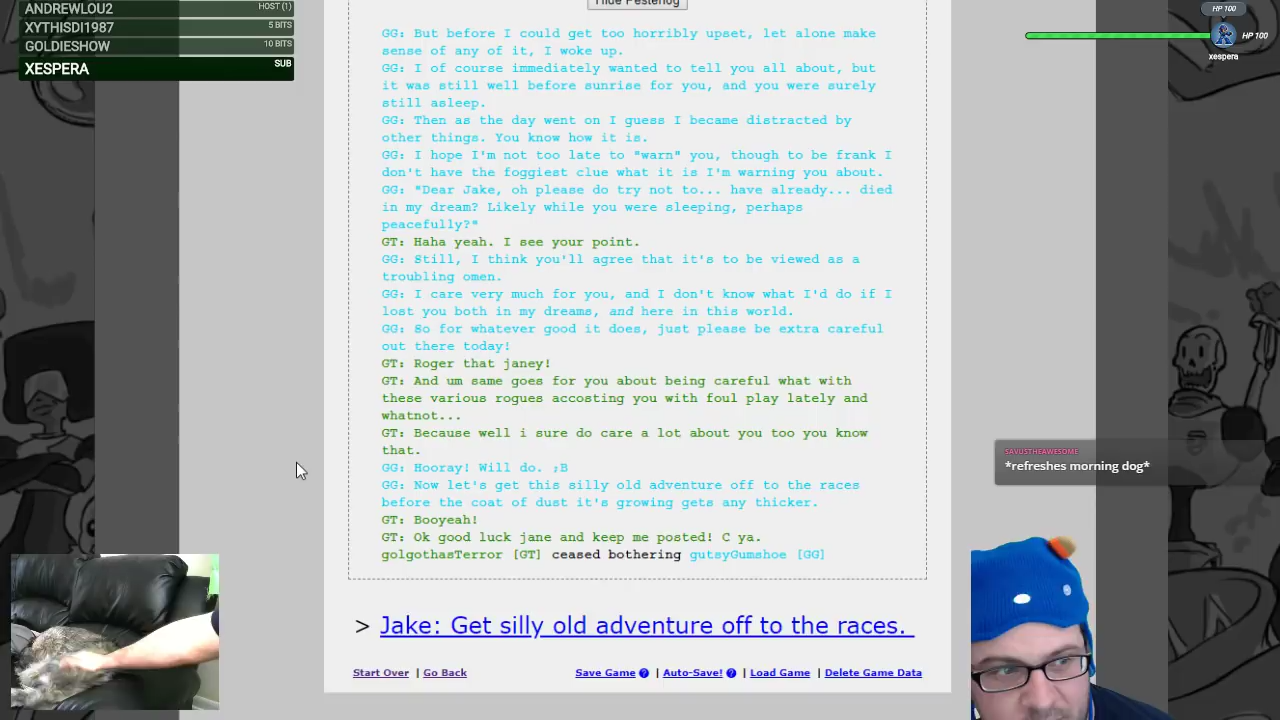 ANDREWLOU2 HOST (1)
XYTHISDI1987 5 BITS
GOLDIESHOW 10 BITS
XESPERA SUB
HP 100
HP 100
xespera
Hide Pesterlog
GG: But before I could get too horribly upset, let alone make
sense of any of it, I woke up.
GG: I of course immediately wanted to tell you all about, but
it was still well before sunrise for you, and you were surely
still asleep.
GG: Then as the day went on I guess I became distracted by
other things. You know how it is.
GG: I hope I'm not too late to "warn" you, though to be frank I
don't have the foggiest clue what it is I'm warning you about.
GG: "Dear Jake, oh please do try not to... have already... died
in my dream? Likely while you were sleeping, perhaps
peacefully?"
GT: Haha yeah. I see your point.
GG: Still, I think you'll agree that it's to be viewed as a
troubling omen.
GG: I care very much for you, and I don't know what I'd do if I
lost you both in my dreams, and here in this world.
GG: So for whatever good it does, just please be extra careful
out there today!
GT: Roger that janey!
GT: And um same goes for you about being careful what with
these various rogues accosting you with foul play lately and
whatnot...
GT: Because well i sure do care a lot about you too you know
that.
GG: Hooray! Will do. ;B
GG: Now let's get this silly old adventure off to the races
before the coat of dust it's growing gets any thicker.
GT: Booyeah!
GT: Ok good luck jane and keep me posted! C ya.
golgothasTerror [GT] ceased bothering gutsyGumshoe [GG]
SAVUSTHEAWESOME
*refreshes morning dog*
> Jake: Get silly old adventure off to the races.
Start Over | Go Back Save Game ? | Auto-Save! ? | Load Game | Delete Game Data